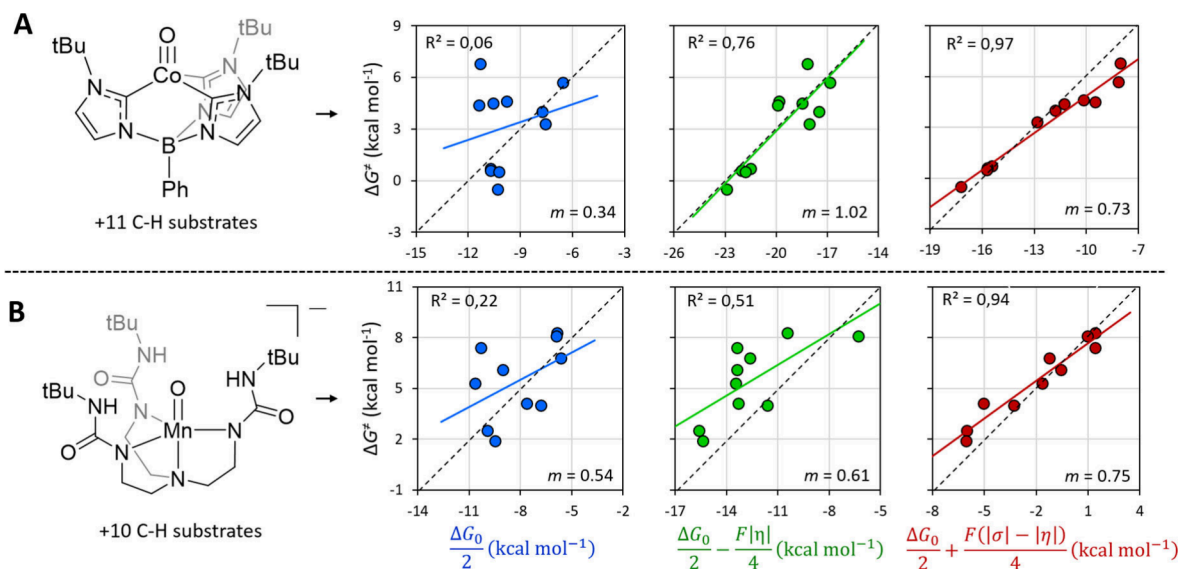 A
tBu
O
tBu
N
N
tBu
Co
N
N
N
N
B
Ph
+11 C-H substrates
ΔG≠ (kcal mol-1)
9
6
3
0
-3
R² = 0,06
m = 0.34
-15
-12
-9
-6
-3
R² = 0,76
m = 1.02
-26
-23
-20
-17
-14
R² = 0,97
m = 0.73
-19
-16
-13
-10
-7
B
tBu
NH
O
tBu
NH
O
N
N
O
Mn
N
N
HN
tBu
O
–
+10 C-H substrates
ΔG≠ (kcal mol-1)
11
8
5
2
-1
R² = 0,22
m = 0.54
-14
-11
-8
-5
-2
R² = 0,51
m = 0.61
-17
-14
-11
-8
-5
R² = 0,94
m = 0.75
-8
-5
-2
1
4
ΔG0/2 (kcal mol−1)
ΔG0/2 − F|η|/4 (kcal mol−1)
ΔG0/2 + F(|σ| − |η|)/4 (kcal mol−1)